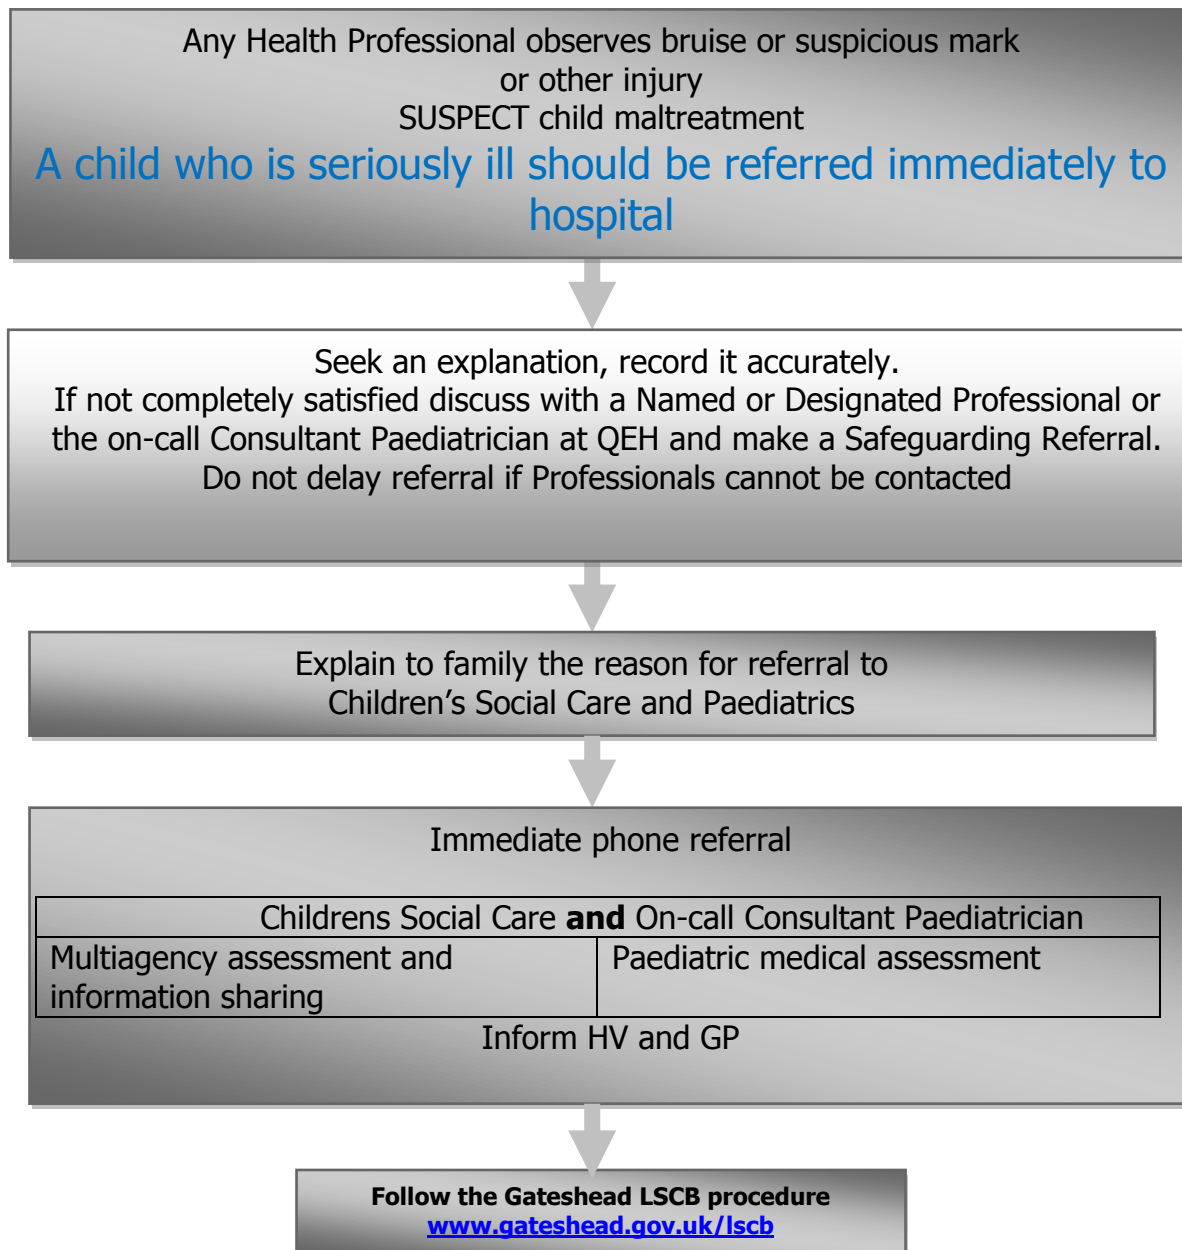 Any Health Professional observes bruise or suspicious mark
or other injury
SUSPECT child maltreatment
A child who is seriously ill should be referred immediately to
hospital
Seek an explanation, record it accurately.
If not completely satisfied discuss with a Named or Designated Professional or
the on-call Consultant Paediatrician at QEH and make a Safeguarding Referral.
Do not delay referral if Professionals cannot be contacted
Explain to family the reason for referral to
Children’s Social Care and Paediatrics
Immediate phone referral
Childrens Social Care and On-call Consultant Paediatrician
Multiagency assessment and
information sharing
Paediatric medical assessment
Inform HV and GP
Follow the Gateshead LSCB procedure
www.gateshead.gov.uk/lscb